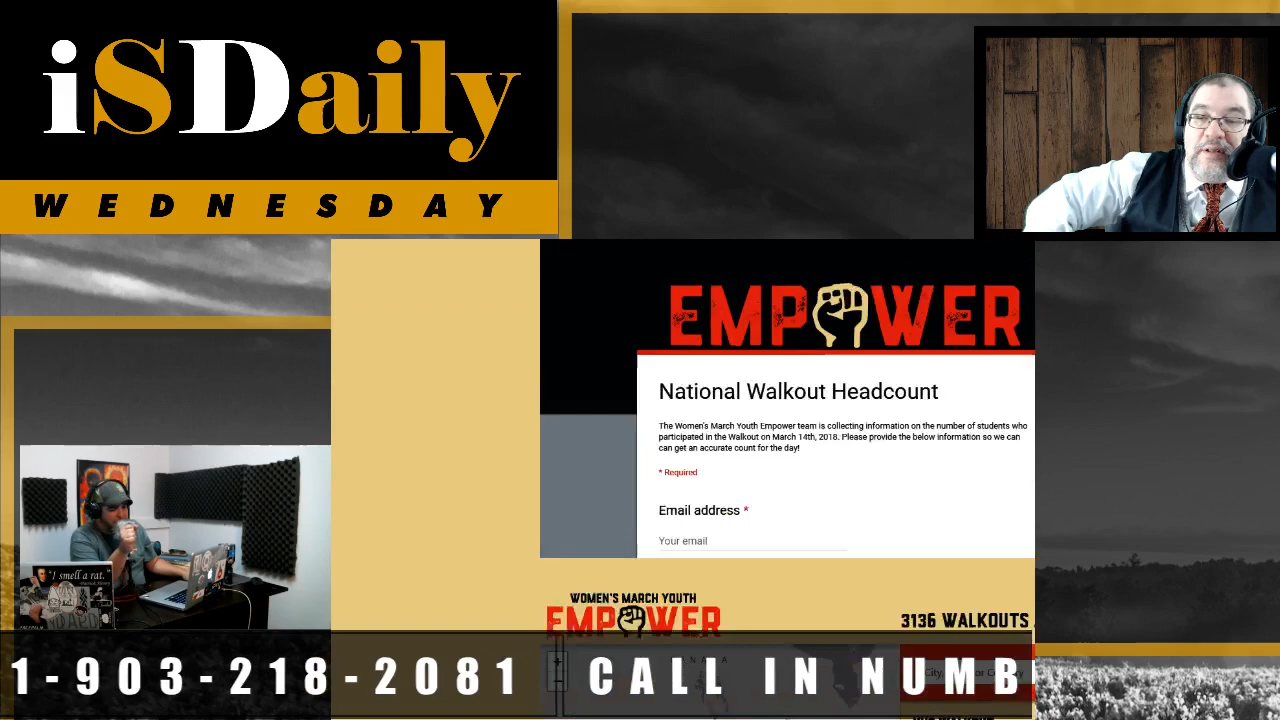 iSDaily
WEDNESDAY
EMPOWER
National Walkout Headcount
The Women's March Youth Empower team is collecting information on the number of students who
participated in the Walkout on March 14th, 2018. Please provide the below information so we can
can get an accurate count for the day!
* Required
Email address *
Your email
"I smell a rat."
WOMEN'S MARCH YOUTH
EMPOWER
3136 WALKOUTS
1-903-218-2081 CALL IN NUMB